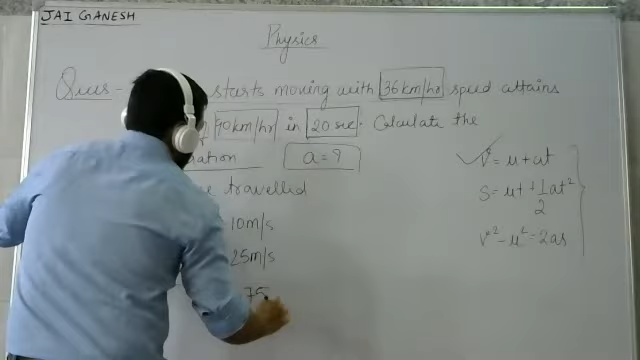 JAI GANESH
Physics
Ques - starts moving with 36km/hr speed attains
90km/hr in 20 sec. Calculate the
ation a = ?
travelled
10m/s
25m/s
75
v = u + at
S = ut + 1/2 at²
v² - u² = 2as